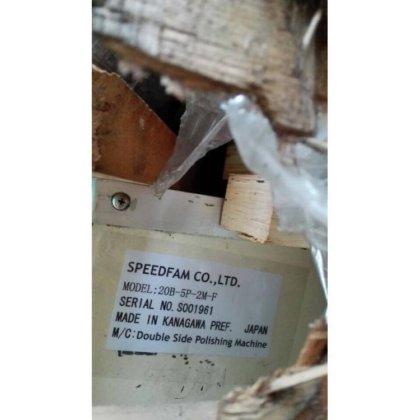 SPEEDFAM CO.,LTD.
MODEL:20B-5P-2M-F
SERIAL NO.S001961
MADE IN KANAGAWA PREF. JAPAN
M/C:Double Side Polishing Machine